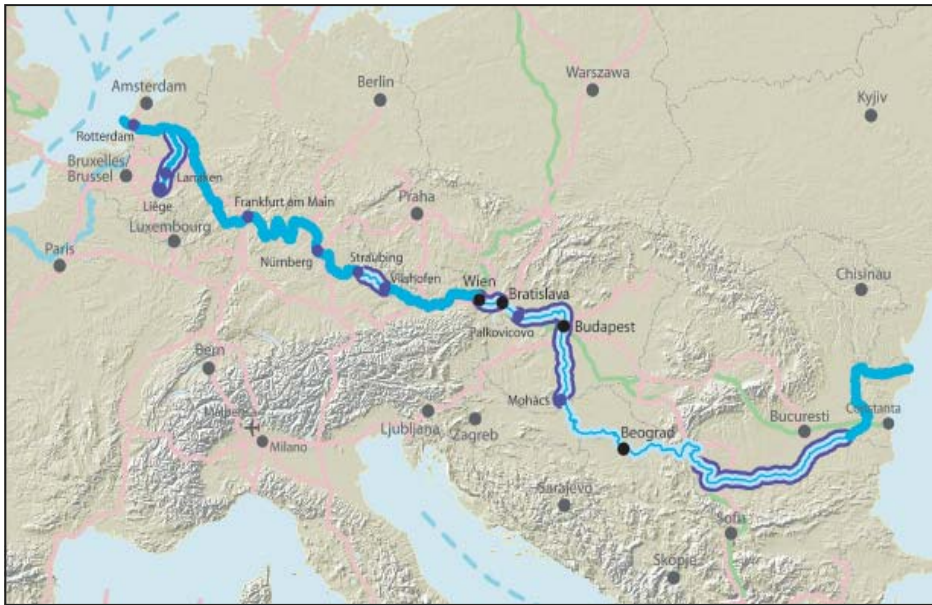 Berlin
Warszawa
Amsterdam
Kyjiv
Rotterdam
Bruxelles/
Brussel
Lanaken
Liège
Frankfurt am Main
Praha
Luxembourg
Paris
Nürnberg
Straubing
Vilshofen
Wien
Bratislava
Chisinau
Palkovicovo
Budapest
Bern
Mohács
Malpensa
Milano
Ljubljana
Zagreb
Beograd
Bucuresti
Constanta
Sarajevo
Sofia
Skopje